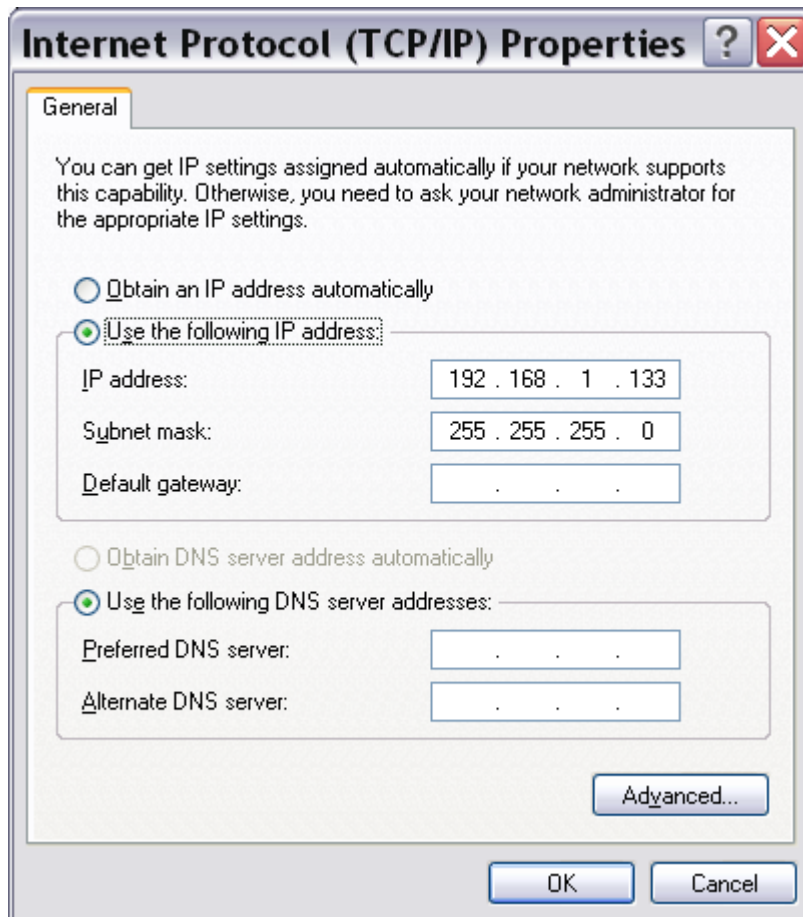 Internet Protocol (TCP/IP) Properties ?
General
You can get IP settings assigned automatically if your network supports
this capability. Otherwise, you need to ask your network administrator for
the appropriate IP settings.
Obtain an IP address automatically
Use the following IP address:
IP address: 192 . 168 . 1 . 133
Subnet mask: 255 . 255 . 255 . 0
Default gateway: . . .
Obtain DNS server address automatically
Use the following DNS server addresses:
Preferred DNS server: . . .
Alternate DNS server: . . .
Advanced...
OK Cancel